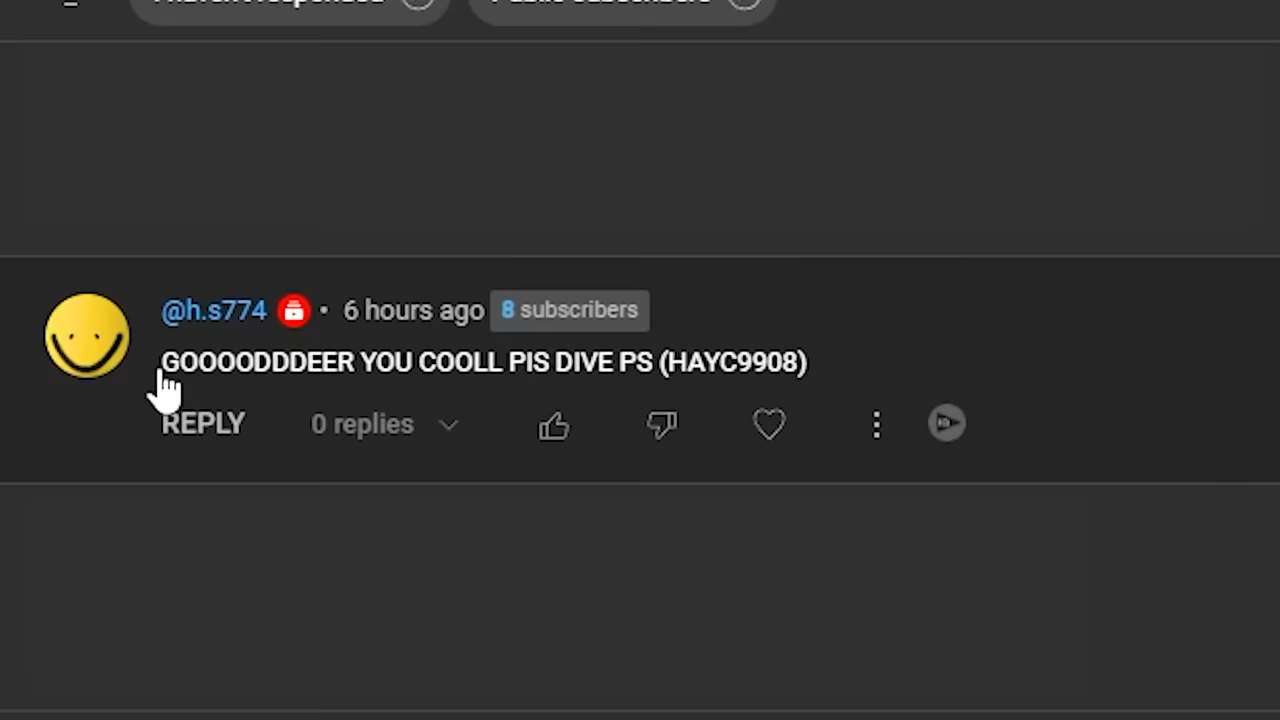 @h.s774 • 6 hours ago 8 subscribers
GOOOODDDEER YOU COOLL PIS DIVE PS (HAYC9908)
REPLY 0 replies